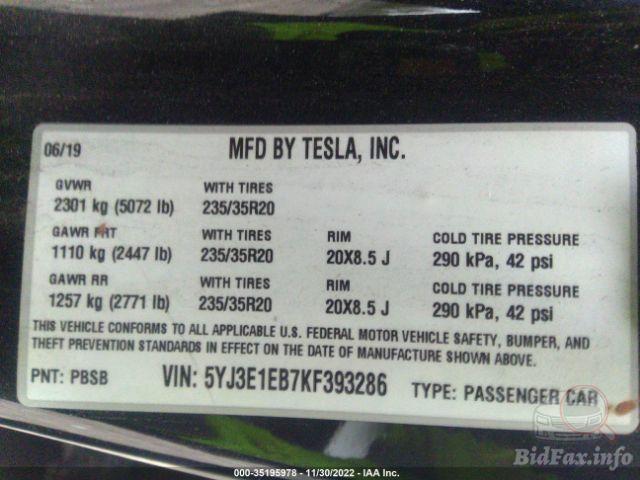 06/19 MFD BY TESLA, INC.
GVWR WITH TIRES
2301 kg (5072 lb) 235/35R20
GAWR FRT WITH TIRES RIM COLD TIRE PRESSURE
1110 kg (2447 lb) 235/35R20 20X8.5 J 290 kPa, 42 psi
GAWR RR WITH TIRES RIM COLD TIRE PRESSURE
1257 kg (2771 lb) 235/35R20 20X8.5 J 290 kPa, 42 psi
THIS VEHICLE CONFORMS TO ALL APPLICABLE U.S. FEDERAL MOTOR VEHICLE SAFETY, BUMPER, AND
THEFT PREVENTION STANDARDS IN EFFECT ON THE DATE OF MANUFACTURE SHOWN ABOVE.
PNT: PBSB VIN: 5YJ3E1EB7KF393286 TYPE: PASSENGER CAR
BidFax.info
000-35195978 - 11/30/2022 - IAA Inc.